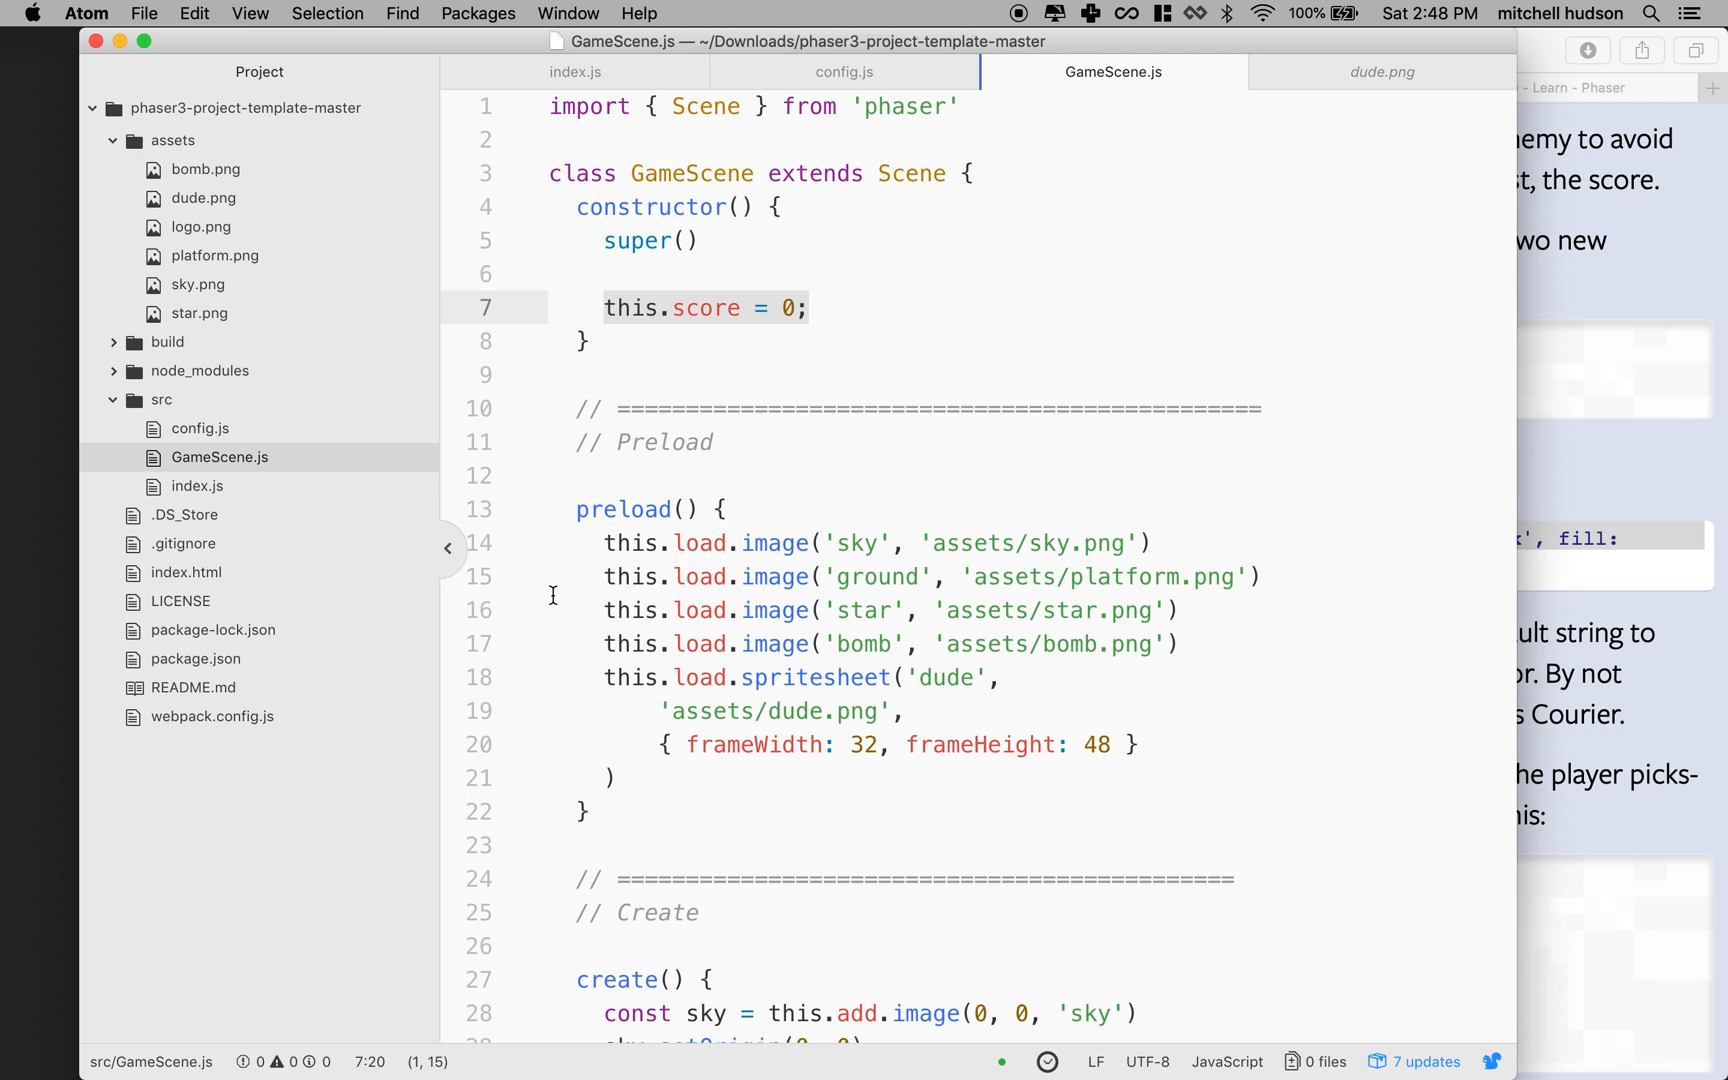 Atom File Edit View Selection Find Packages Window Help 100% Sat 2:48 PM mitchell hudson
GameScene.js — ~/Downloads/phaser3-project-template-master
Project
index.js config.js GameScene.js dude.png
- Learn - Phaser
phaser3-project-template-master
assets
bomb.png
dude.png
logo.png
platform.png
sky.png
star.png
build
node_modules
src
config.js
GameScene.js
index.js
.DS_Store
.gitignore
index.html
LICENSE
package-lock.json
package.json
README.md
webpack.config.js
1 import { Scene } from 'phaser'
2
3 class GameScene extends Scene {
4 constructor() {
5 super()
6
7 this.score = 0;
8 }
9
10 // ===============================================
11 // Preload
12
13 preload() {
14 this.load.image('sky', 'assets/sky.png')
15 this.load.image('ground', 'assets/platform.png')
16 this.load.image('star', 'assets/star.png')
17 this.load.image('bomb', 'assets/bomb.png')
18 this.load.spritesheet('dude',
19 'assets/dude.png',
20 { frameWidth: 32, frameHeight: 48 }
21 )
22 }
23
24 // =============================================
25 // Create
26
27 create() {
28 const sky = this.add.image(0, 0, 'sky')
emy to avoid
st, the score.
wo new
k', fill:
ult string to
or. By not
s Courier.
he player picks-
his:
src/GameScene.js 0 0 0 7:20 (1, 15) LF UTF-8 JavaScript 0 files 7 updates